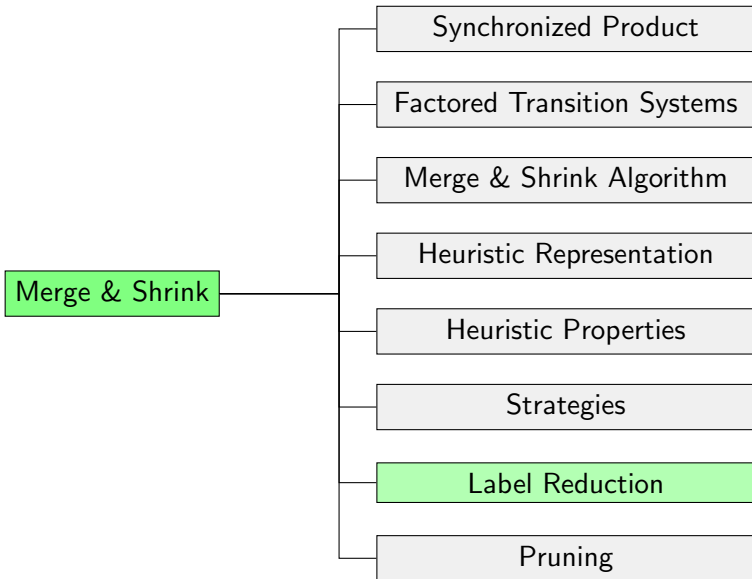 Synchronized Product
Factored Transition Systems
Merge & Shrink Algorithm
Heuristic Representation
Merge & Shrink
Heuristic Properties
Strategies
Label Reduction
Pruning